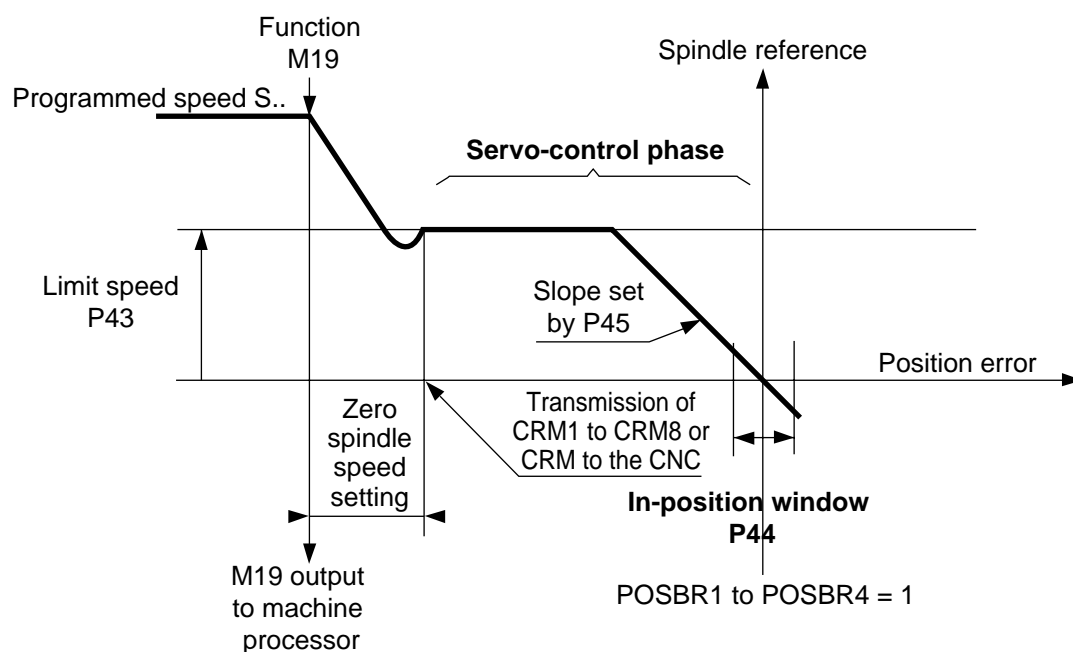 Function
M19
Spindle reference
Programmed speed S..
Servo-control phase
Limit speed
P43
Slope set
by P45
Position error
Zero
spindle
speed
setting
Transmission of
CRM1 to CRM8 or
CRM to the CNC
In-position window
P44
M19 output
to machine
processor
POSBR1 to POSBR4 = 1